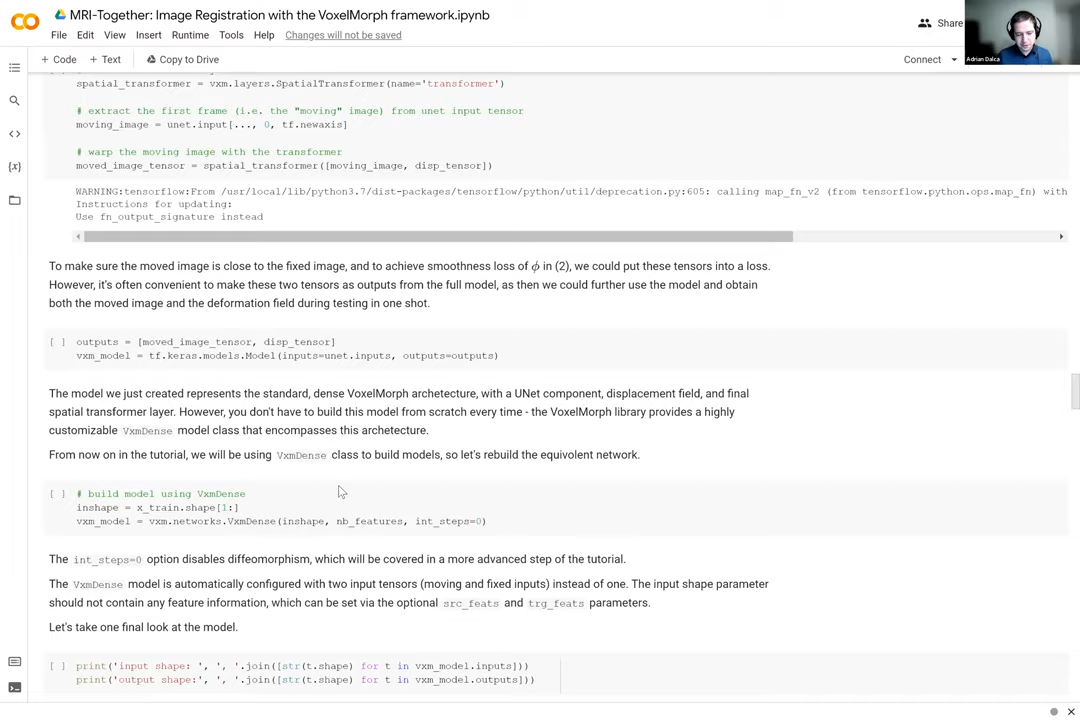 MRI-Together: Image Registration with the VoxelMorph framework.ipynb
File Edit View Insert Runtime Tools Help Changes will not be saved
Share
Adrian Dalca
+ Code + Text Copy to Drive
Connect
spatial_transformer = vxm.layers.SpatialTransformer(name='transformer')
# extract the first frame (i.e. the "moving" image) from unet input tensor
moving_image = unet.input[..., 0, tf.newaxis]
# warp the moving image with the transformer
moved_image_tensor = spatial_transformer([moving_image, disp_tensor])
WARNING:tensorflow:From /usr/local/lib/python3.7/dist-packages/tensorflow/python/util/deprecation.py:605: calling map_fn_v2 (from tensorflow.python.ops.map_fn) with
Instructions for updating:
Use fn_output_signature instead
To make sure the moved image is close to the fixed image, and to achieve smoothness loss of ϕ in (2), we could put these tensors into a loss.
However, it's often convenient to make these two tensors as outputs from the full model, as then we could further use the model and obtain
both the moved image and the deformation field during testing in one shot.
[ ] outputs = [moved_image_tensor, disp_tensor]
vxm_model = tf.keras.models.Model(inputs=unet.inputs, outputs=outputs)
The model we just created represents the standard, dense VoxelMorph archetecture, with a UNet component, displacement field, and final
spatial transformer layer. However, you don't have to build this model from scratch every time - the VoxelMorph library provides a highly
customizable VxmDense model class that encompasses this archetecture.
From now on in the tutorial, we will be using VxmDense class to build models, so let's rebuild the equivolent network.
[ ] # build model using VxmDense
inshape = x_train.shape[1:]
vxm_model = vxm.networks.VxmDense(inshape, nb_features, int_steps=0)
The int_steps=0 option disables diffeomorphism, which will be covered in a more advanced step of the tutorial.
The VxmDense model is automatically configured with two input tensors (moving and fixed inputs) instead of one. The input shape parameter
should not contain any feature information, which can be set via the optional src_feats and trg_feats parameters.
Let's take one final look at the model.
[ ] print('input shape: ', ', '.join([str(t.shape) for t in vxm_model.inputs]))
print('output shape:', ', '.join([str(t.shape) for t in vxm_model.outputs]))